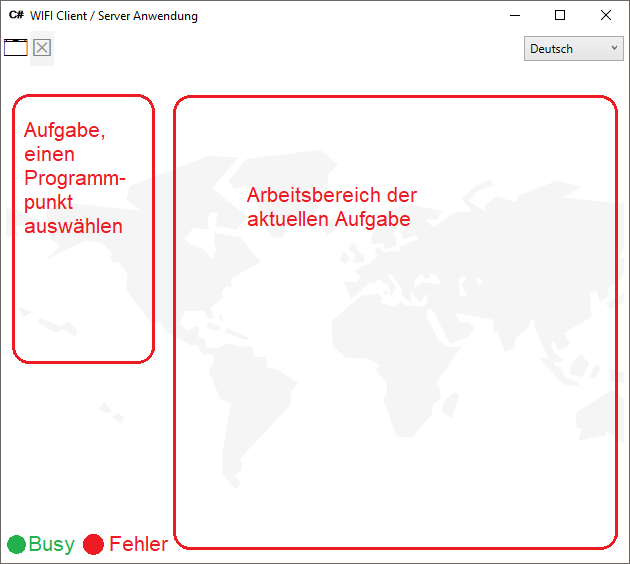 C# WIFI Client / Server Anwendung
Deutsch
Aufgabe,
einen
Programm-
punkt
auswählen
Arbeitsbereich der
aktuellen Aufgabe
Busy Fehler